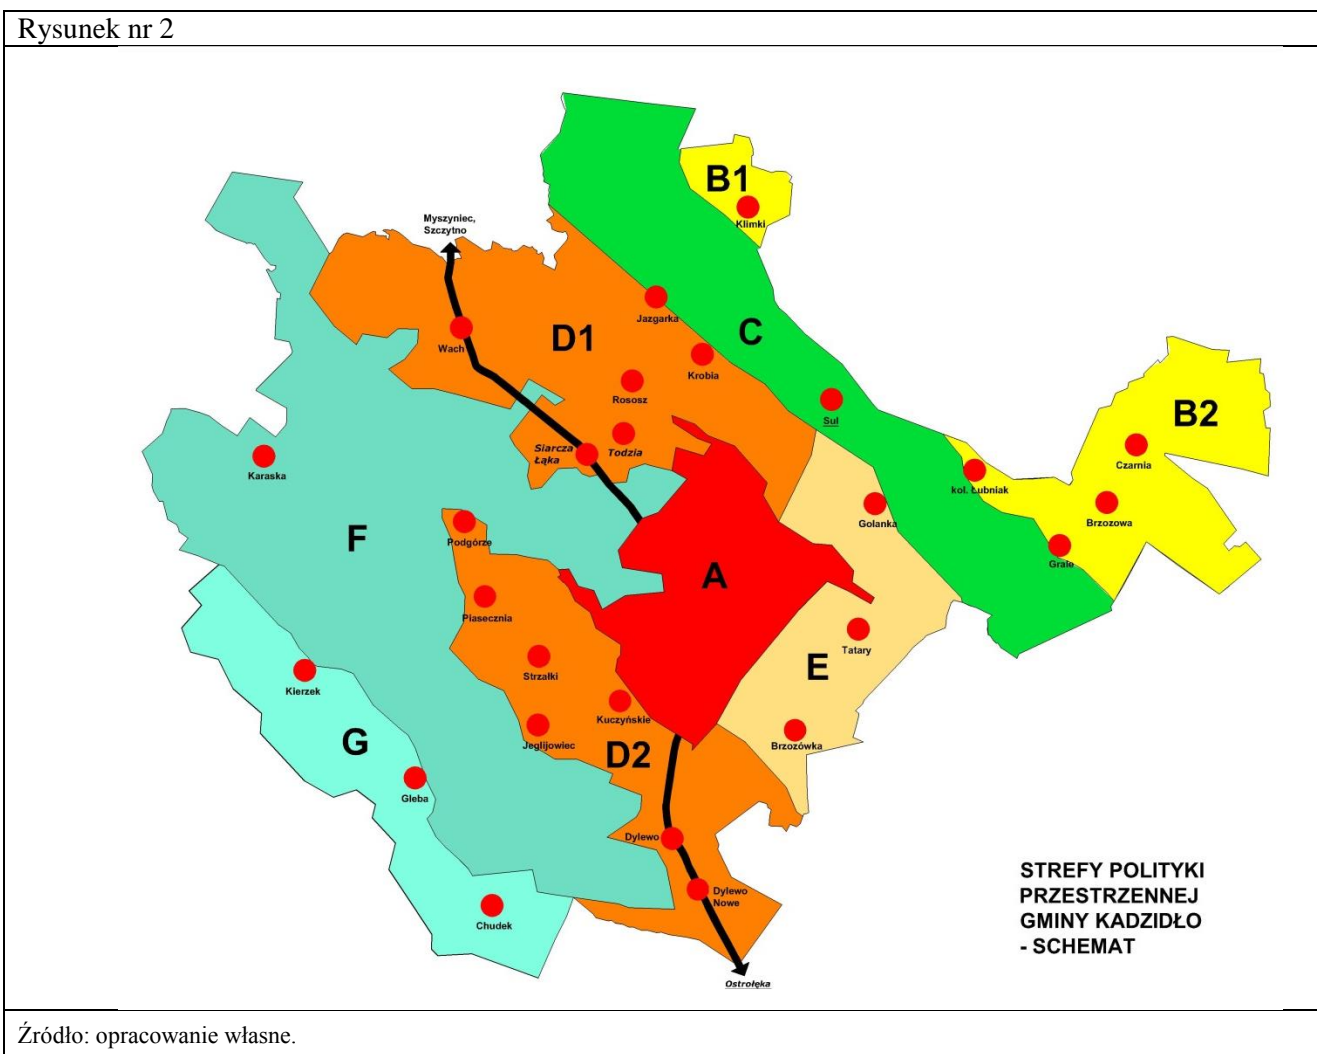 Rysunek nr 2
B1
Klimki
Myszyniec,
Szczytno
Jazgarka
D1
C
Wach
Krobia
Rososz
Sul
B2
Siarcza
Łąka
Todzia
Czarnia
Karaska
kol. Łubniak
Golanka
Brzozowa
Podgórze
F
Grale
A
Piasecznia
Tatary
E
Strzałki
Kierzek
Kuczyńskie
Jeglijowiec
Brzozówka
G
D2
Gleba
Dylewo
Dylewo
Nowe
Chudek
Ostrołęka
STREFY POLITYKI
PRZESTRZENNEJ
GMINY KADZIDŁO
- SCHEMAT
Źródło: opracowanie własne.